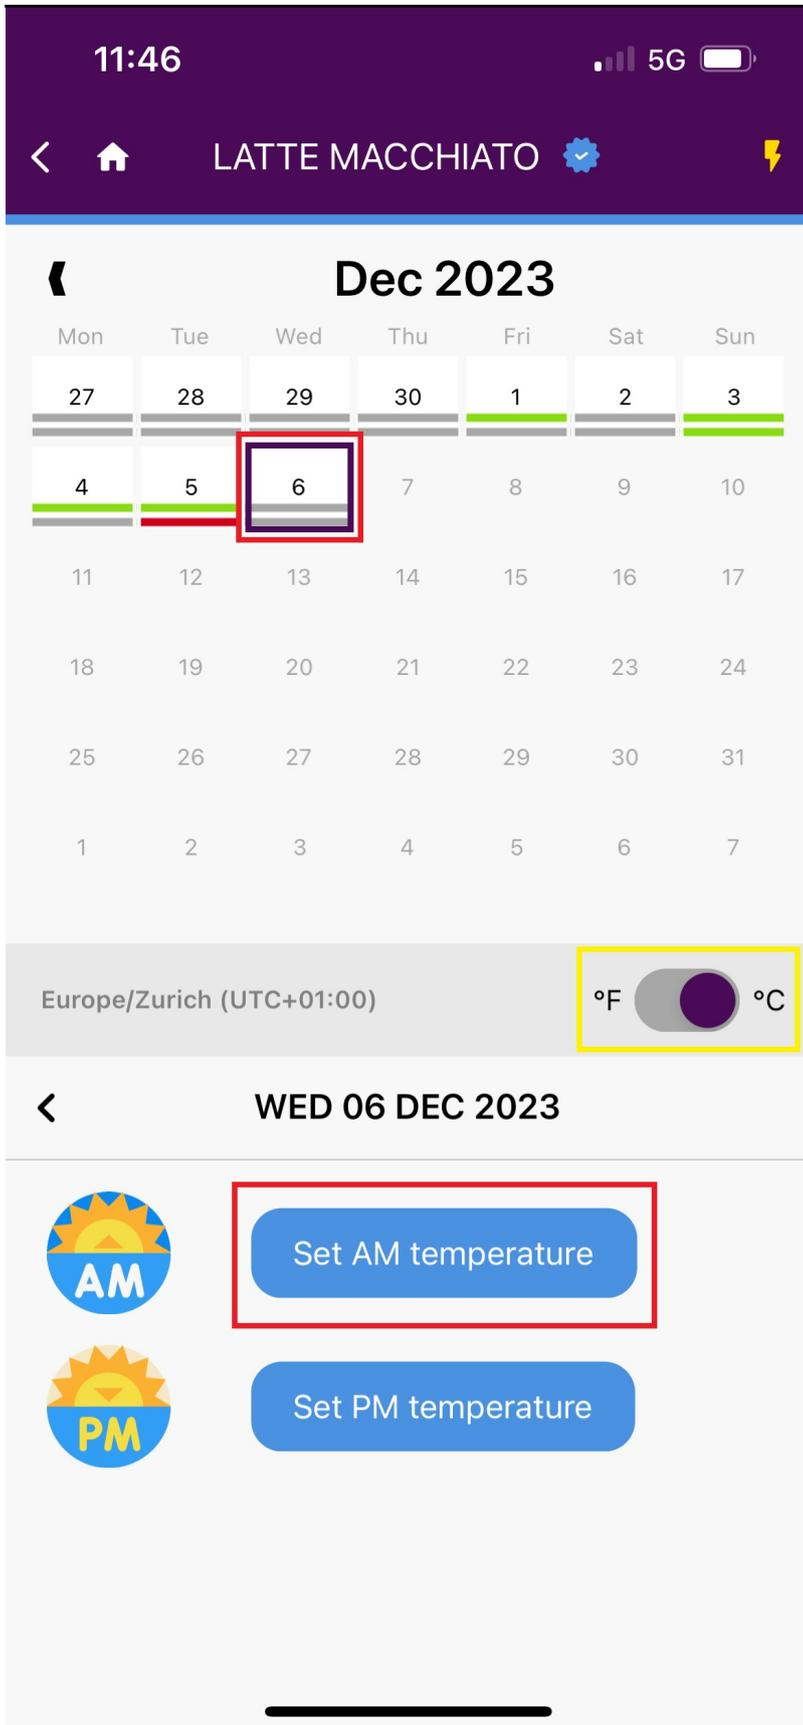 11:46 5G
LATTE MACCHIATO
Dec 2023
Mon Tue Wed Thu Fri Sat Sun
27 28 29 30 1 2 3
4 5 6 7 8 9 10
11 12 13 14 15 16 17
18 19 20 21 22 23 24
25 26 27 28 29 30 31
1 2 3 4 5 6 7
Europe/Zurich (UTC+01:00) °F °C
WED 06 DEC 2023
AM Set AM temperature
PM Set PM temperature